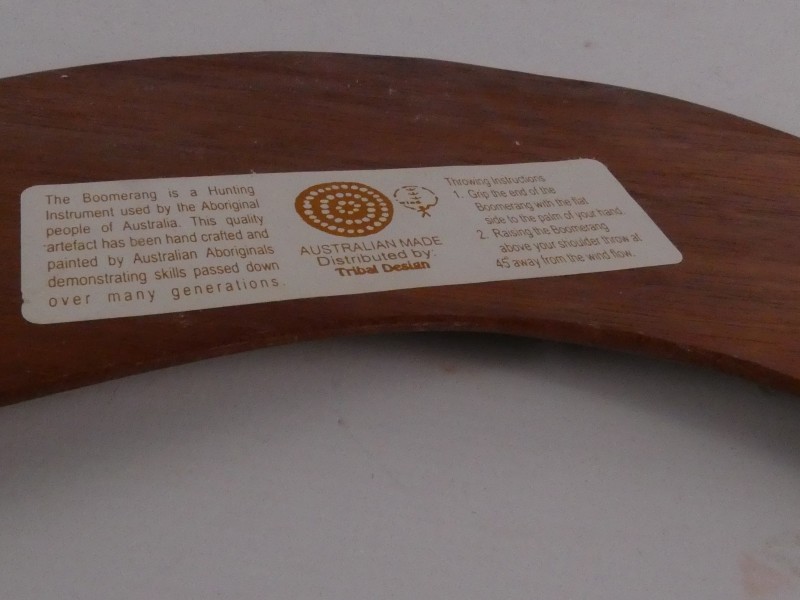 The Boomerang is a Hunting
Instrument used by the Aboriginal
people of Australia. This quality
artefact has been hand crafted and
painted by Australian Aboriginals
demonstrating skills passed down
over many generations.
AUSTRALIAN MADE
Distributed by:
Tribal Design
Throwing Instructions
1. Grip the end of the
Boomerang with the flat
side to the palm of your hand.
2. Raising the Boomerang
above your shoulder throw at
45° away from the wind flow.